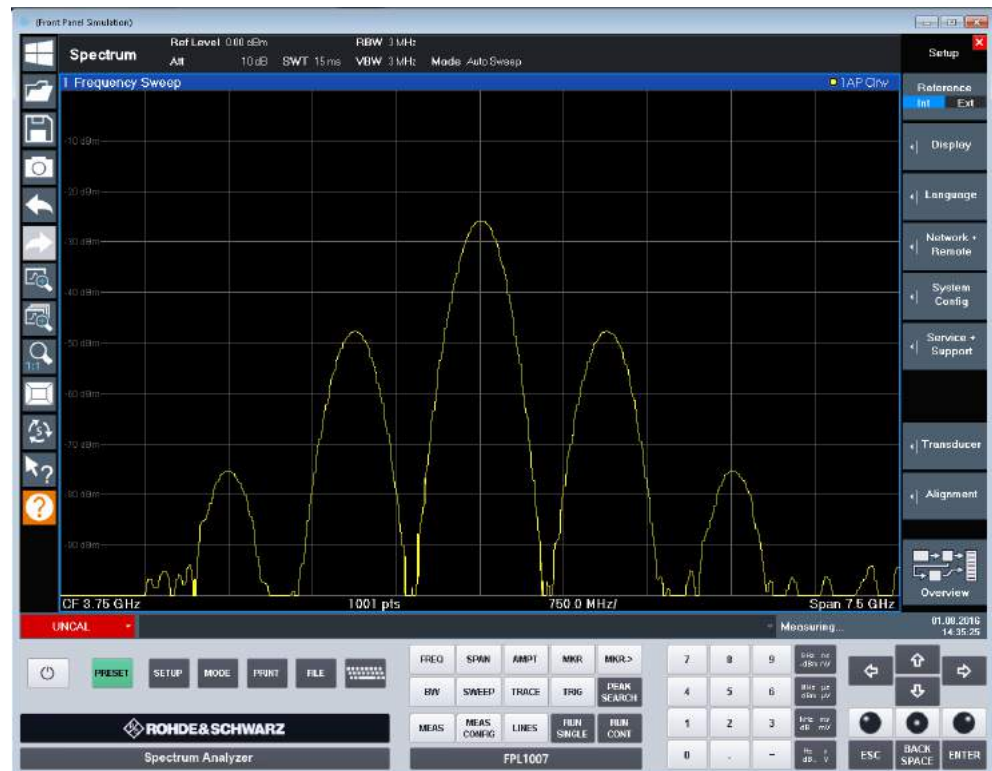 (Front Panel Simulation)
Spectrum
Ref Level 0.00 dBm RBW 3 MHz
Att 10 dB SWT 15 ms VBW 3 MHz Mode Auto Sweep
1 Frequency Sweep
1AP Clrw
-10 dBm
-20 dBm
-30 dBm
-40 dBm
-50 dBm
-60 dBm
-70 dBm
-80 dBm
-90 dBm
CF 3.75 GHz 1001 pts 750.0 MHz/ Span 7.5 GHz
1:1
S
?
?
Setup
Reference
Int Ext
Display
Language
Network +
Remote
System
Config
Service +
Support
Transducer
Alignment
Overview
UNCAL
Measuring...
01.08.2016
14:35:25
PRESET
SETUP
MODE
PRINT
FILE
FREQ SPAN AMPT MKR MKR->
BW SWEEP TRACE TRIG PEAK
SEARCH
MEAS MEAS
CONFIG LINES RUN
SINGLE RUN
CONT
7 8 9
4 5 6
1 2 3
0 . -
ESC BACK
SPACE ENTER
ROHDE&SCHWARZ
Spectrum Analyzer
FPL1007